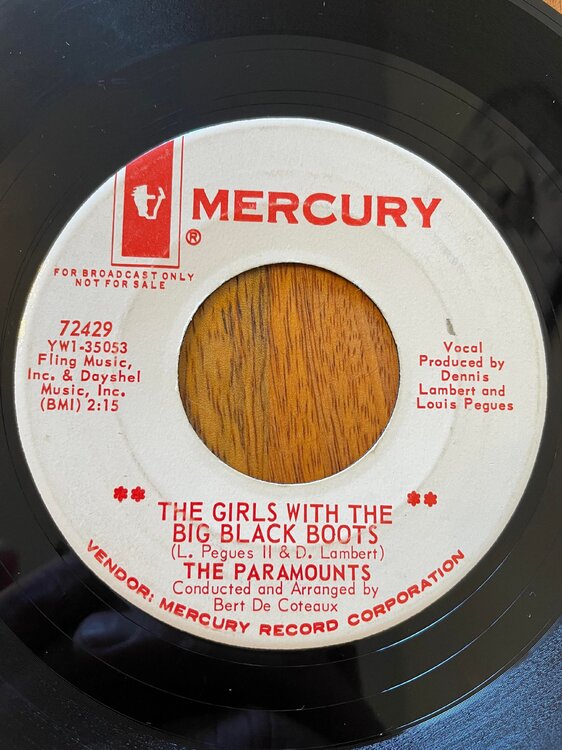 MERCURY
®
FOR BROADCAST ONLY
NOT FOR SALE
72429
YW1-35053
Fling Music,
Inc. & Dayshel
Music, Inc.
(BMI) 2:15
Vocal
Produced by
Dennis
Lambert and
Louis Pegues
** THE GIRLS WITH THE **
BIG BLACK BOOTS
(L. Pegues II & D. Lambert)
THE PARAMOUNTS
Conducted and Arranged by
Bert De Coteaux
VENDOR: MERCURY RECORD CORPORATION